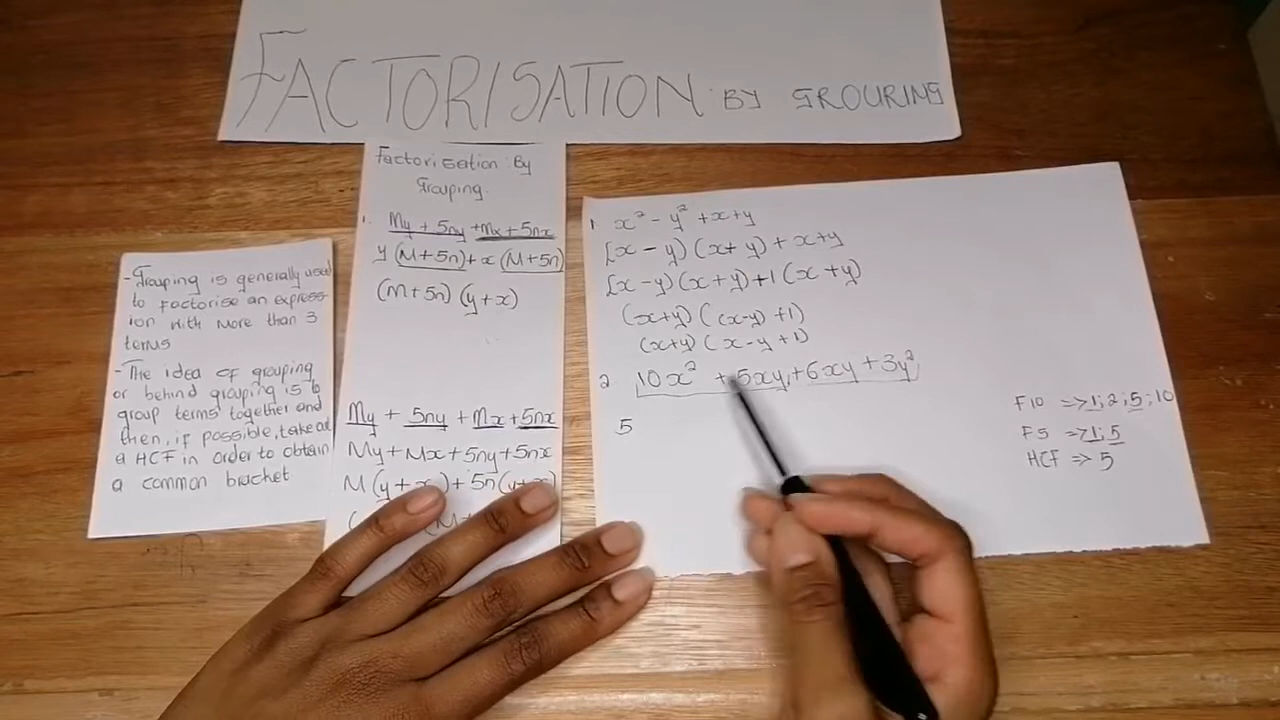 FACTORISATION BY GROURING
Factorisation By
Grouping.
1. My + 5ny + Mx + 5nx
y (M+5n) + x (M+5n)
(M+5n) (y+x)
My + 5ny + Mx + 5nx
My + Mx + 5ny + 5nx
M(y+x) + 5n(y+x)
- Grouping is generally used
to factorise an express-
ion with more than 3
terms
- The idea of grouping
or behind grouping is to
group terms together and
then, if possible, take out
a HCF in order to obtain
a common bracket
1 x² - y² + x + y
(x - y) (x + y) + x + y
(x - y) (x + y) + 1 (x + y)
(x+y) ( (x-y) + 1)
(x+y) (x - y + 1)
2 10x² + 5xy + 6xy + 3y²
5
F10 => 1; 2; 5; 10
F5 => 1; 5
HCF => 5